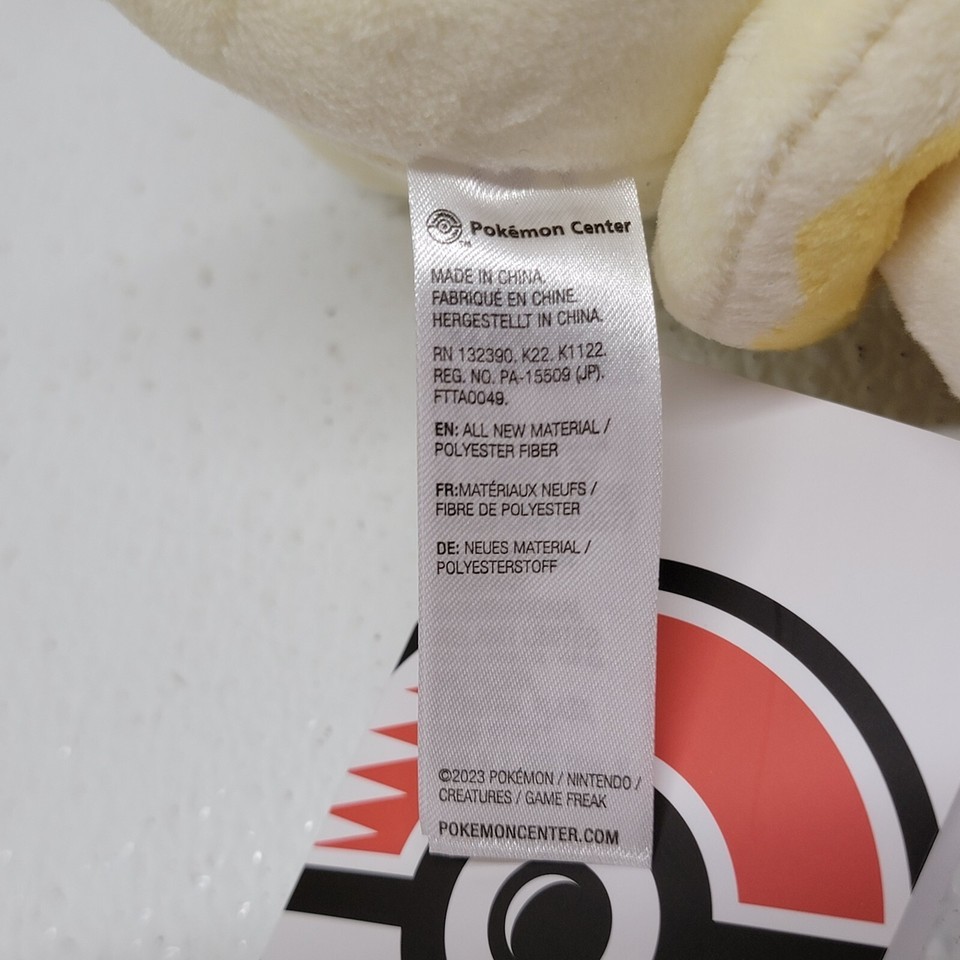 Pokémon Center
TM
MADE IN CHINA.
FABRIQUÉ EN CHINE.
HERGESTELLT IN CHINA.
RN 132390. K22. K1122.
REG. NO. PA-15509 (JP).
FTTA0049.
EN: ALL NEW MATERIAL /
POLYESTER FIBER
FR:MATÉRIAUX NEUFS /
FIBRE DE POLYESTER
DE: NEUES MATERIAL /
POLYESTERSTOFF
©2023 POKÉMON / NINTENDO /
CREATURES / GAME FREAK
POKEMONCENTER.COM